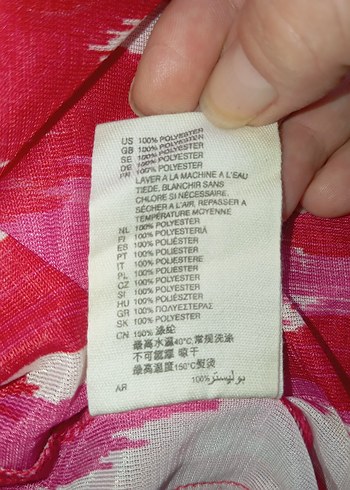 US 100% POLYESTER
GB 100% POLYESTER
SE 100% POLYESTER
DE 100% POLYESTER
FR 100% POLYESTER
LAVER A LA MACHINE A L'EAU
TIEDE, BLANCHIR SANS
CHLORE SI NÉCESSAIRE,
SÉCHER A L'AIR, REPASSER A
TEMPÉRATURE MOYENNE
NL 100% POLYESTER
FI 100% POLYESTERIÄ
ES 100% POLIÉSTER
PT 100% POLIÉSTER
IT 100% POLIESTERE
PL 100% POLYESTER
CZ 100% POLYESTER
SI 100% POLYESTER
HU 100% POLIÉSZTER
GR 100% ΠΟΛΥΕΣΤΕΡΑΣ
SK 100% POLYESTER
CN 100% 涤纶
最高水温40°C,常规洗涤
不可氯漂 晾干
最高温度150°C熨烫
AR 100% بوليستر